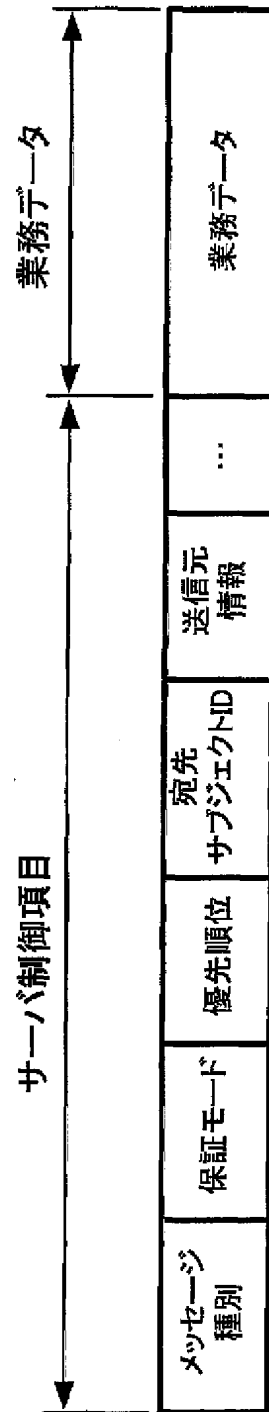 サーバ制御項目
業務データ
メッセージ
種別
保証モード
優先順位
宛先
サブジェクトID
送信元
情報
…
業務データ